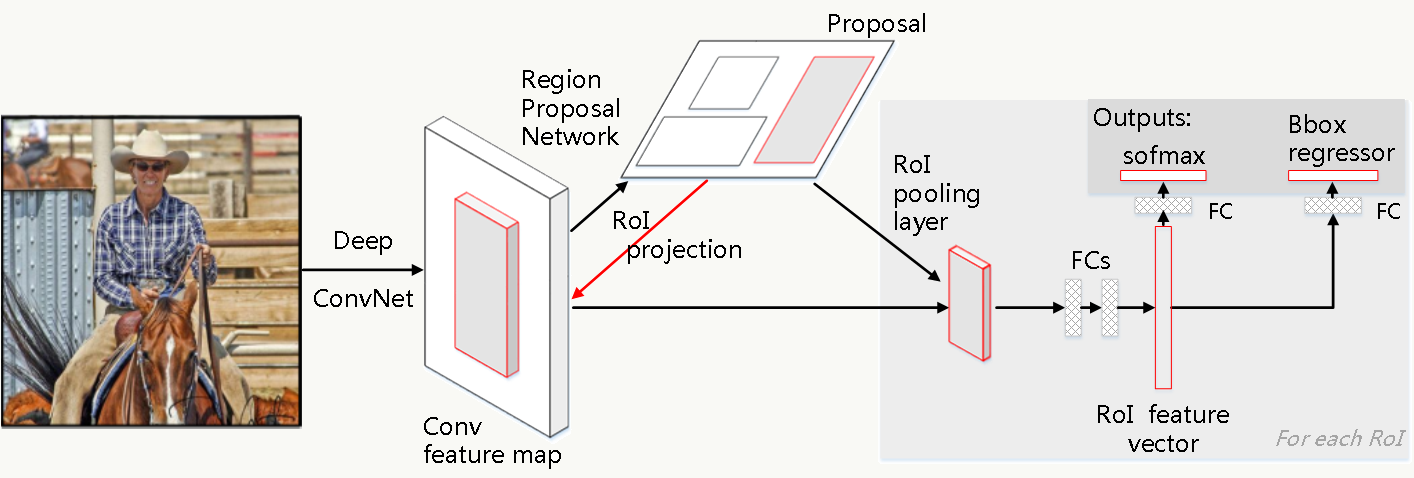 Proposal
Region
Proposal
Network
Outputs:
sofmax
Bbox
regressor
RoI
pooling
layer
FC
FC
RoI
projection
Deep
ConvNet
FCs
Conv
feature map
RoI feature
vector
For each RoI